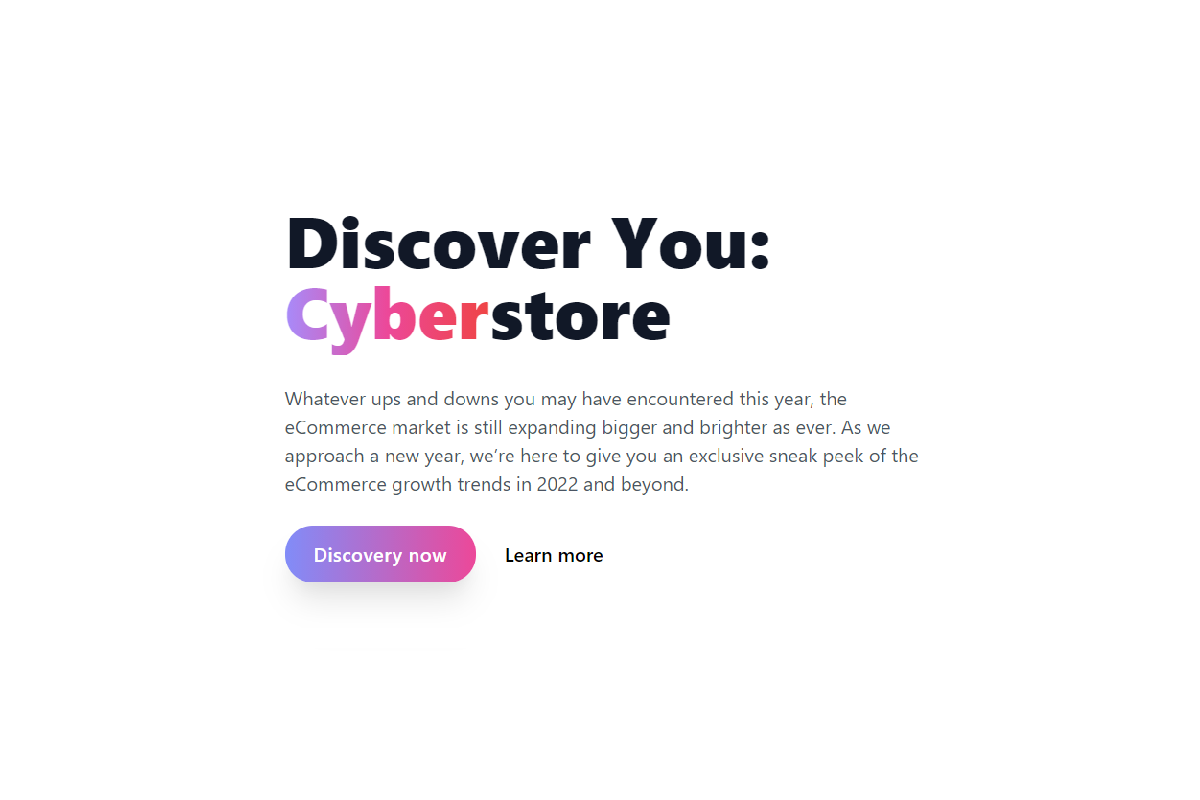 Discover You:
Cyberstore
Whatever ups and downs you may have encountered this year, the
eCommerce market is still expanding bigger and brighter as ever. As we
approach a new year, we’re here to give you an exclusive sneak peek of the
eCommerce growth trends in 2022 and beyond.
Discovery now
Learn more